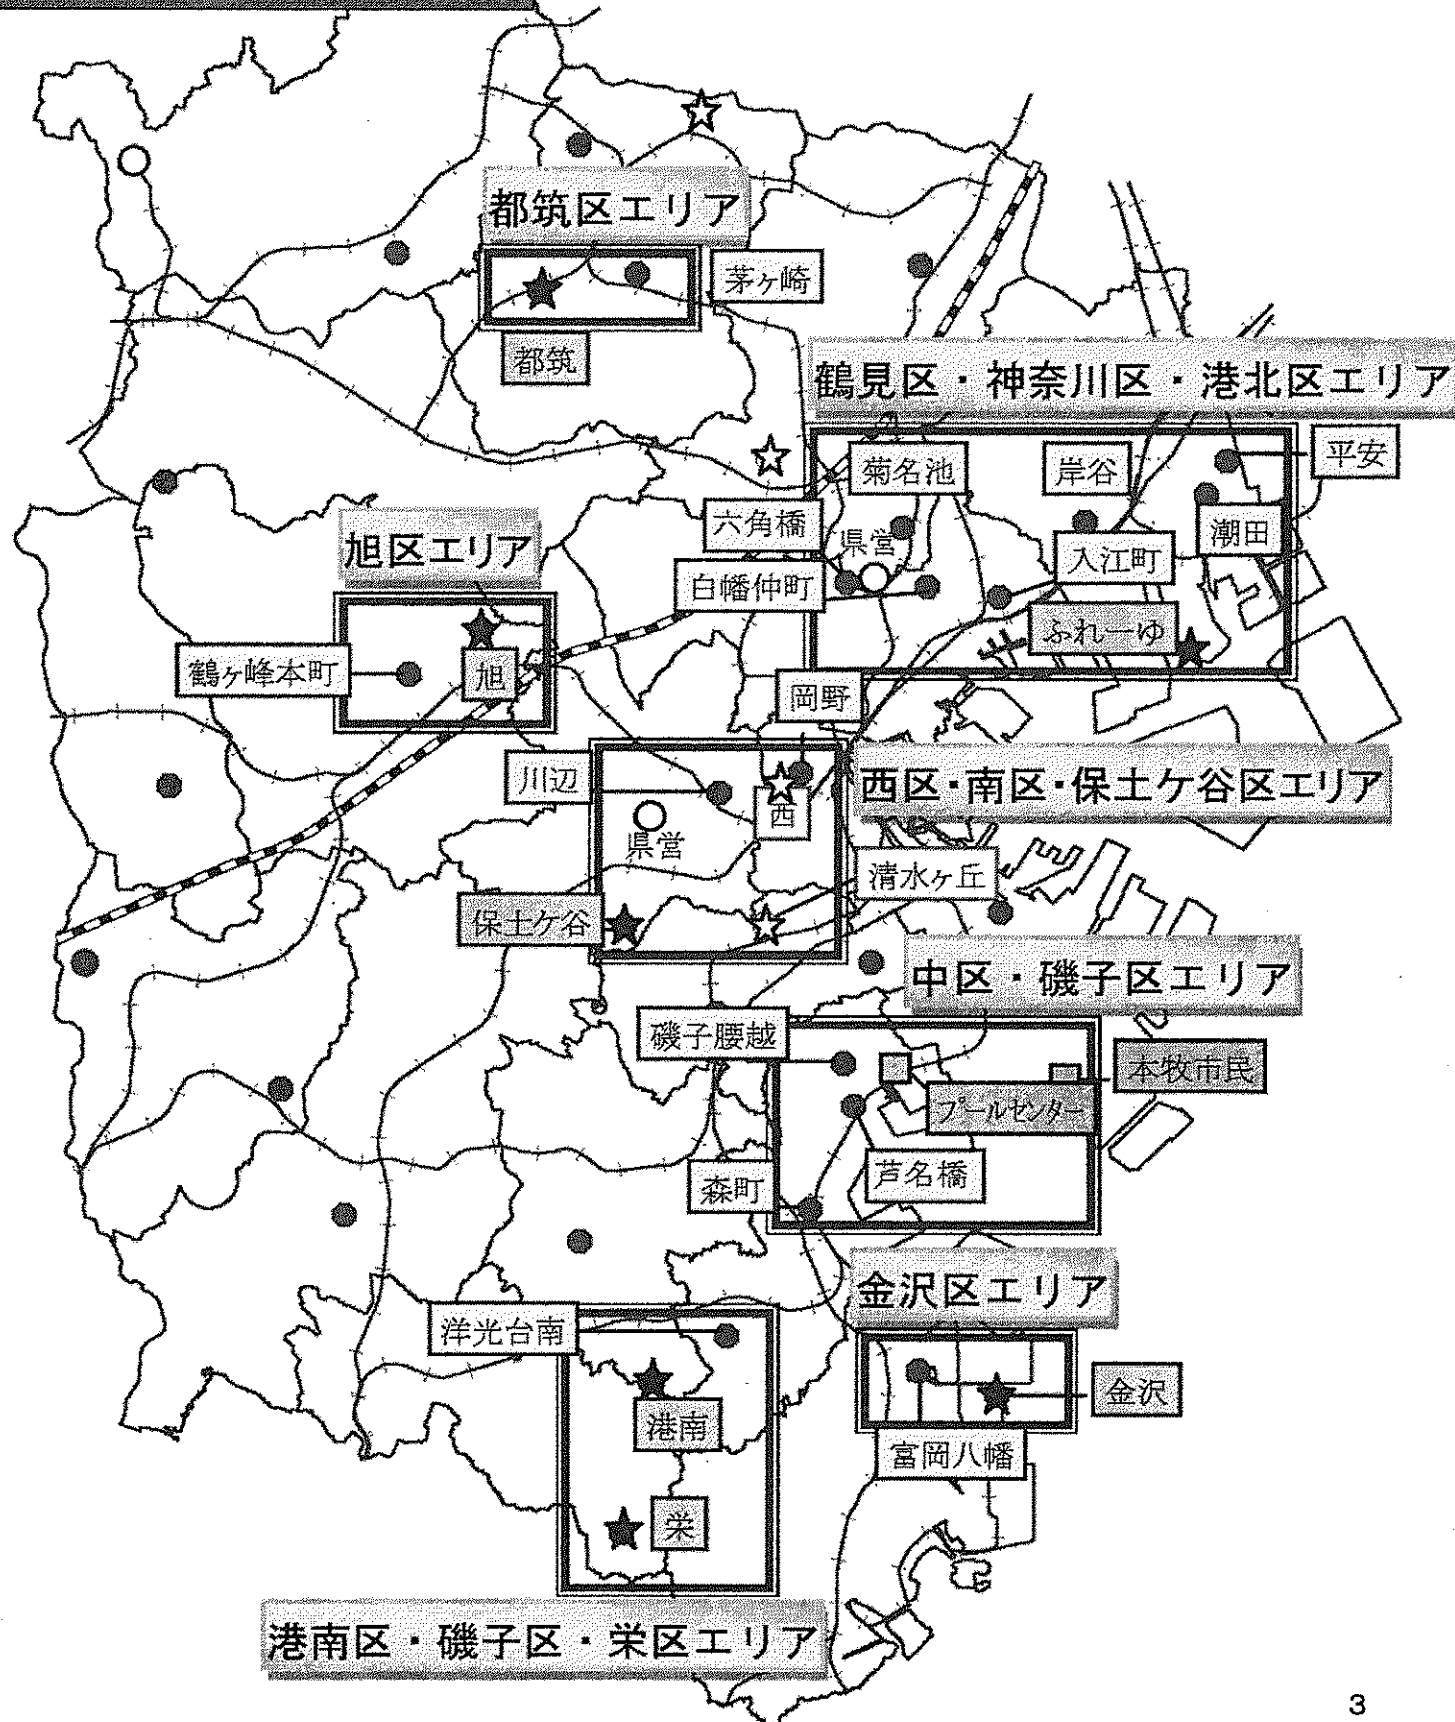 都筑区エリア
茅ヶ崎
都筑
鶴見区・神奈川区・港北区エリア
菊名池
岸谷
平安
六角橋
県営
潮田
入江町
白幡仲町
ふれーゆ
旭区エリア
鶴ヶ峰本町
旭
岡野
川辺
西
県営
西区・南区・保土ケ谷区エリア
清水ヶ丘
保土ケ谷
中区・磯子区エリア
磯子腰越
本牧市民
プールセンター
芦名橋
森町
金沢区エリア
洋光台南
金沢
港南
富岡八幡
栄
港南区・磯子区・栄区エリア
3